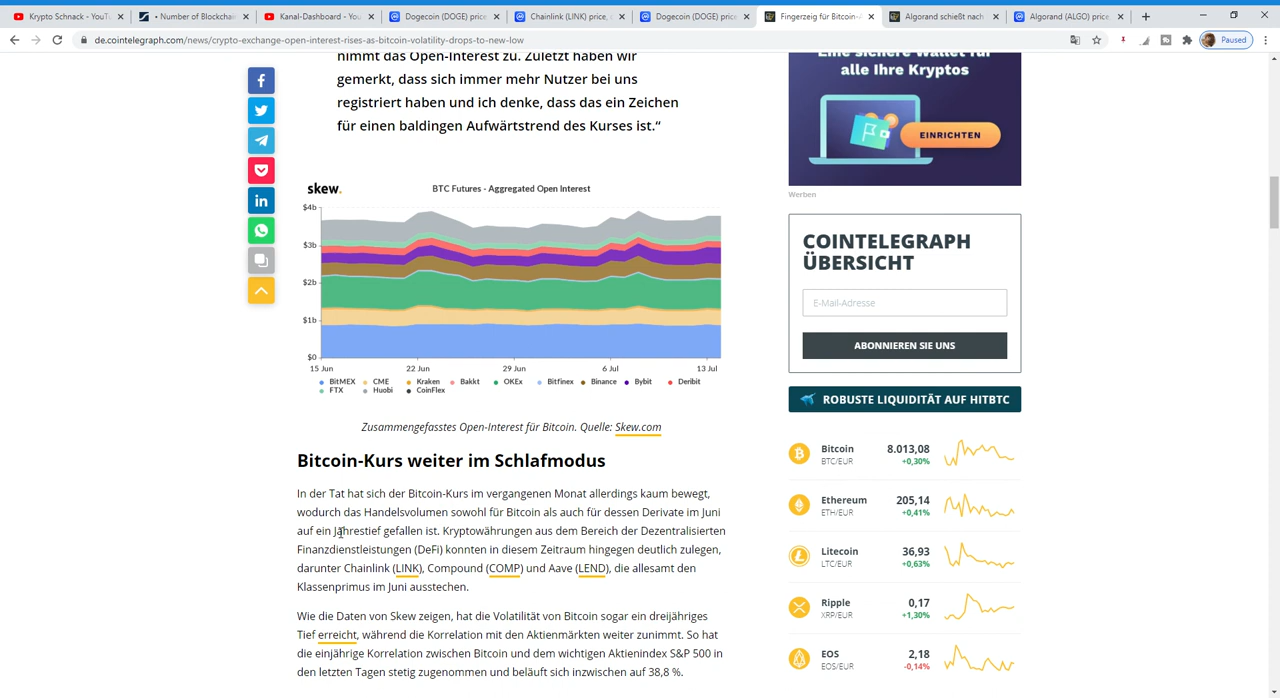 Krypto Schnack - YouTu
• Number of Blockchai
Kanal-Dashboard - You
Dogecoin (DOGE) price,
Chainlink (LINK) price, c
Dogecoin (DOGE) price,
Fingerzeig für Bitcoin-
Algorand schießt nach
Algorand (ALGO) price
de.cointelegraph.com/news/crypto-exchange-open-interest-rises-as-bitcoin-volatility-drops-to-new-low
Paused
nimmt das Open-Interest zu. Zuletzt haben wir
gemerkt, dass sich immer mehr Nutzer bei uns
registriert haben und ich denke, dass das ein Zeichen
für einen baldingen Aufwärtstrend des Kurses ist.“
skew.
BTC Futures - Aggregated Open Interest
$4b
$3b
$2b
$1b
$0
15 Jun
22 Jun
29 Jun
6 Jul
13 Jul
BitMEX
CME
Kraken
Bakkt
OKEx
Bitfinex
Binance
Bybit
Deribit
FTX
Huobi
CoinFlex
Zusammengefasstes Open-Interest für Bitcoin. Quelle: Skew.com
Bitcoin-Kurs weiter im Schlafmodus
In der Tat hat sich der Bitcoin-Kurs im vergangenen Monat allerdings kaum bewegt,
wodurch das Handelsvolumen sowohl für Bitcoin als auch für dessen Derivate im Juni
auf ein Jahrestief gefallen ist. Kryptowährungen aus dem Bereich der Dezentralisierten
Finanzdienstleistungen (DeFi) konnten in diesem Zeitraum hingegen deutlich zulegen,
darunter Chainlink (LINK), Compound (COMP) und Aave (LEND), die allesamt den
Klassenprimus im Juni ausstechen.
Wie die Daten von Skew zeigen, hat die Volatilität von Bitcoin sogar ein dreijähriges
Tief erreicht, während die Korrelation mit den Aktienmärkten weiter zunimmt. So hat
die einjährige Korrelation zwischen Bitcoin und dem wichtigen Aktienindex S&P 500 in
den letzten Tagen stetig zugenommen und beläuft sich inzwischen auf 38,8 %.
Eine sichere Wallet für
alle Ihre Kryptos
EINRICHTEN
Werben
COINTELEGRAPH
ÜBERSICHT
E-Mail-Adresse
ABONNIEREN SIE UNS
ROBUSTE LIQUIDITÄT AUF HITBTC
Bitcoin 8.013,08
BTC/EUR +0,30%
Ethereum 205,14
ETH/EUR +0,41%
Litecoin 36,93
LTC/EUR +0,63%
Ripple 0,17
XRP/EUR +1,30%
EOS 2,18
EOS/EUR -0,14%